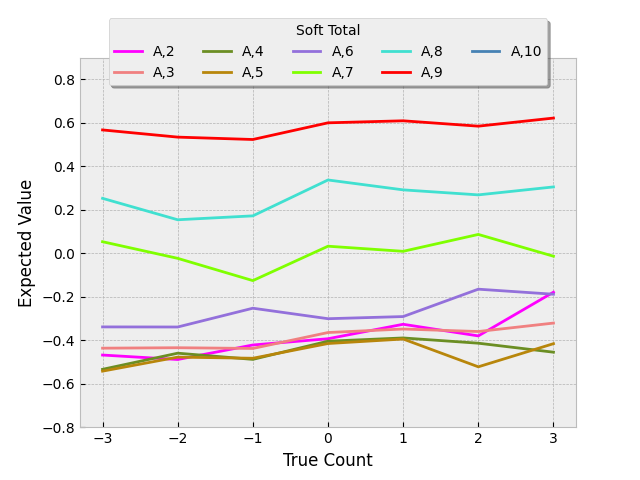 Soft Total
A,2 A,4 A,6 A,8 A,10
A,3 A,5 A,7 A,9
0.8
0.6
0.4
0.2
0.0
−0.2
−0.4
−0.6
−0.8
Expected Value
−3 −2 −1 0 1 2 3
True Count